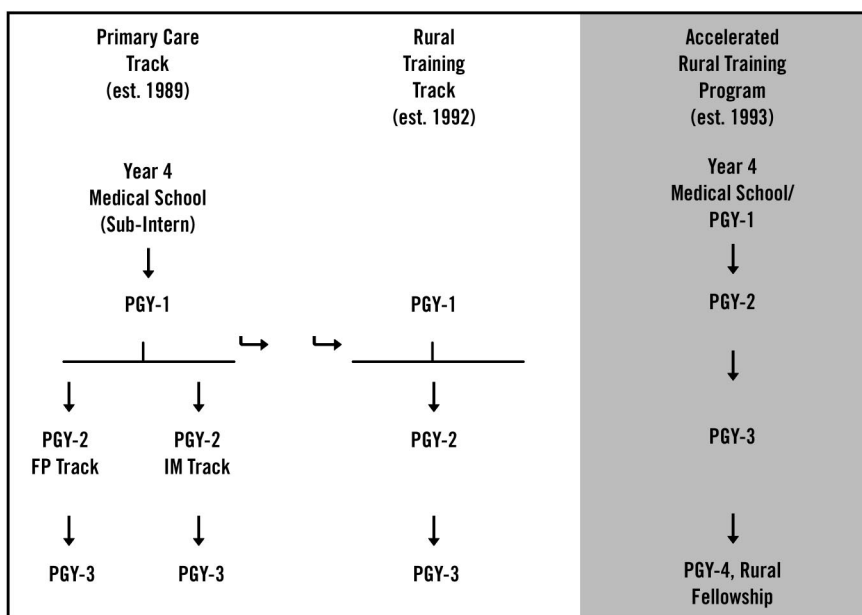 Primary Care
Track
(est. 1989)
Year 4
Medical School
(Sub-Intern)
PGY-1
PGY-2
FP Track
PGY-2
IM Track
PGY-3
PGY-3
Rural
Training
Track
(est. 1992)
PGY-1
PGY-2
PGY-3
Accelerated
Rural Training
Program
(est. 1993)
Year 4
Medical School/
PGY-1
PGY-2
PGY-3
PGY-4, Rural
Fellowship